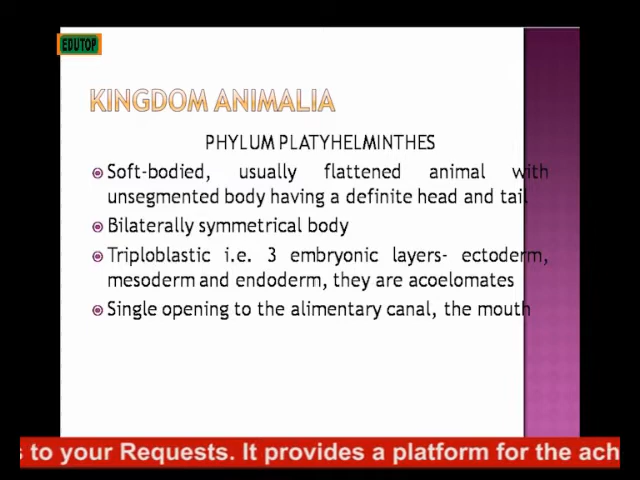 EDUTOP
KINGDOM ANIMALIA
PHYLUM PLATYHELMINTHES
Soft-bodied, usually flattened animal with
unsegmented body having a definite head and tail
Bilaterally symmetrical body
Triploblastic i.e. 3 embryonic layers- ectoderm,
mesoderm and endoderm, they are acoelomates
Single opening to the alimentary canal, the mouth
s to your Requests. It provides a platform for the ach